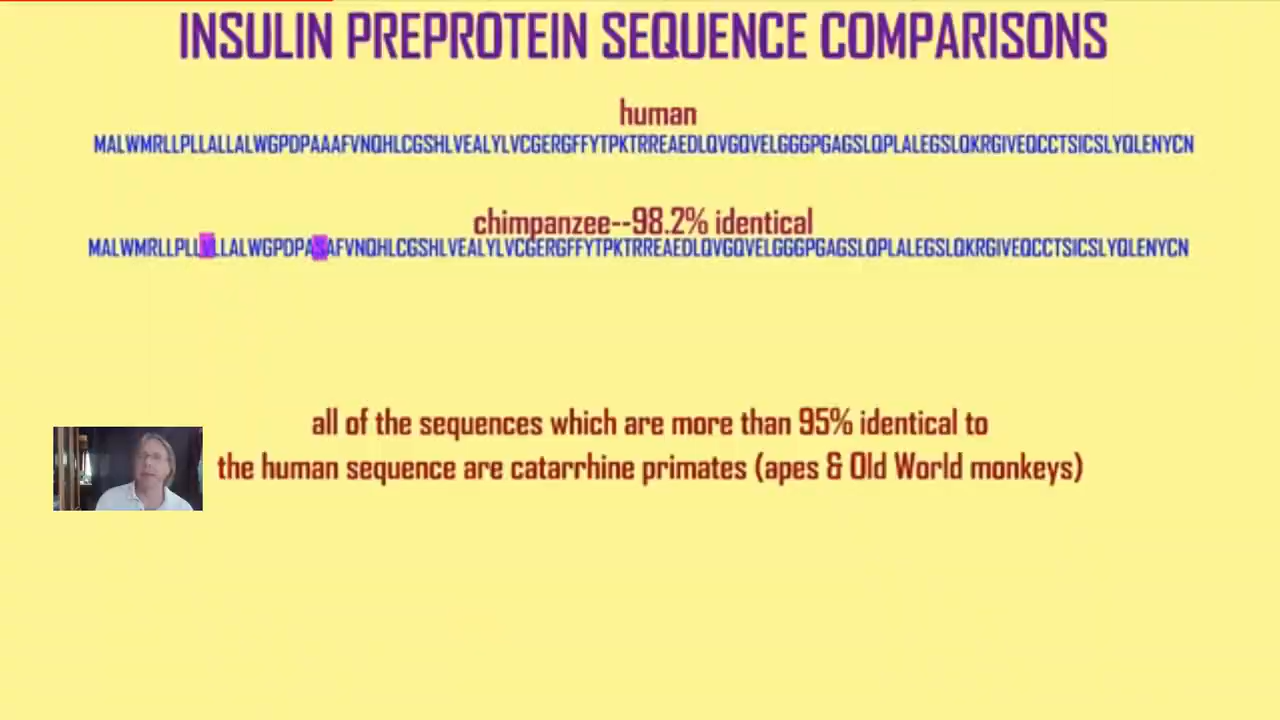 INSULIN PREPROTEIN SEQUENCE COMPARISONS
human
MALWMRLLPLLALLALWGPDPAAAFVNQHLCGSHLVEALYLVCGERGFFYTPKTRREAEDLQVGQVELGGGPGAGSLQPLALEGSLQKRGIVEQCCTSICSLYQLENYCN
chimpanzee--98.2% identical
MALWMRLLPLLVLLALWGPDPASAFVNQHLCGSHLVEALYLVCGERGFFYTPKTRREAEDLQVGQVELGGGPGAGSLQPLALEGSLQKRGIVEQCCTSICSLYQLENYCN
all of the sequences which are more than 95% identical to
the human sequence are catarrhine primates (apes & Old World monkeys)